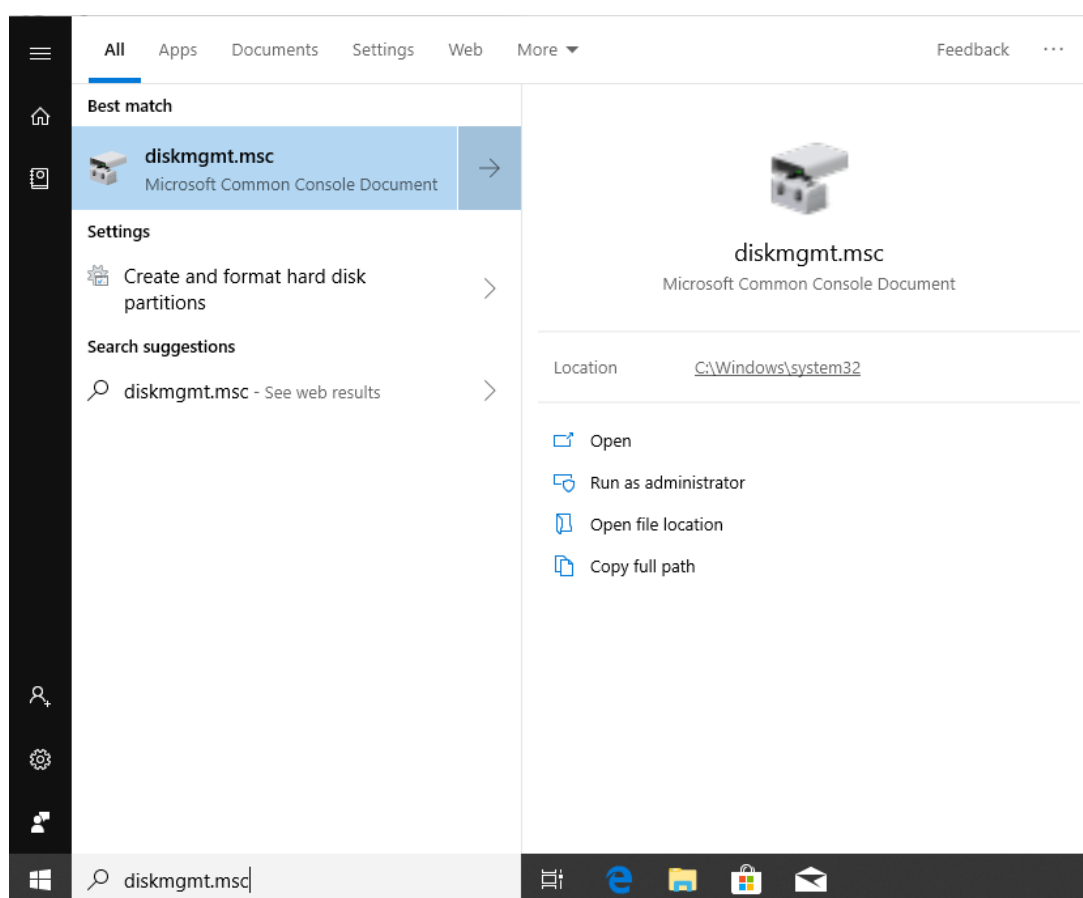 All Apps Documents Settings Web More Feedback ...
Best match
diskmgmt.msc
Microsoft Common Console Document
Settings
Create and format hard disk
partitions
Search suggestions
diskmgmt.msc - See web results
diskmgmt.msc
Microsoft Common Console Document
Location C:\Windows\system32
Open
Run as administrator
Open file location
Copy full path
diskmgmt.msc